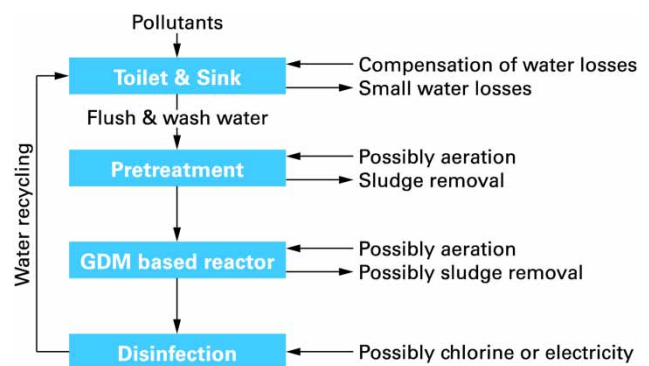 Pollutants
Toilet & Sink
Compensation of water losses
Small water losses
Flush & wash water
Water recycling
Pretreatment
Possibly aeration
Sludge removal
GDM based reactor
Possibly aeration
Possibly sludge removal
Disinfection
Possibly chlorine or electricity